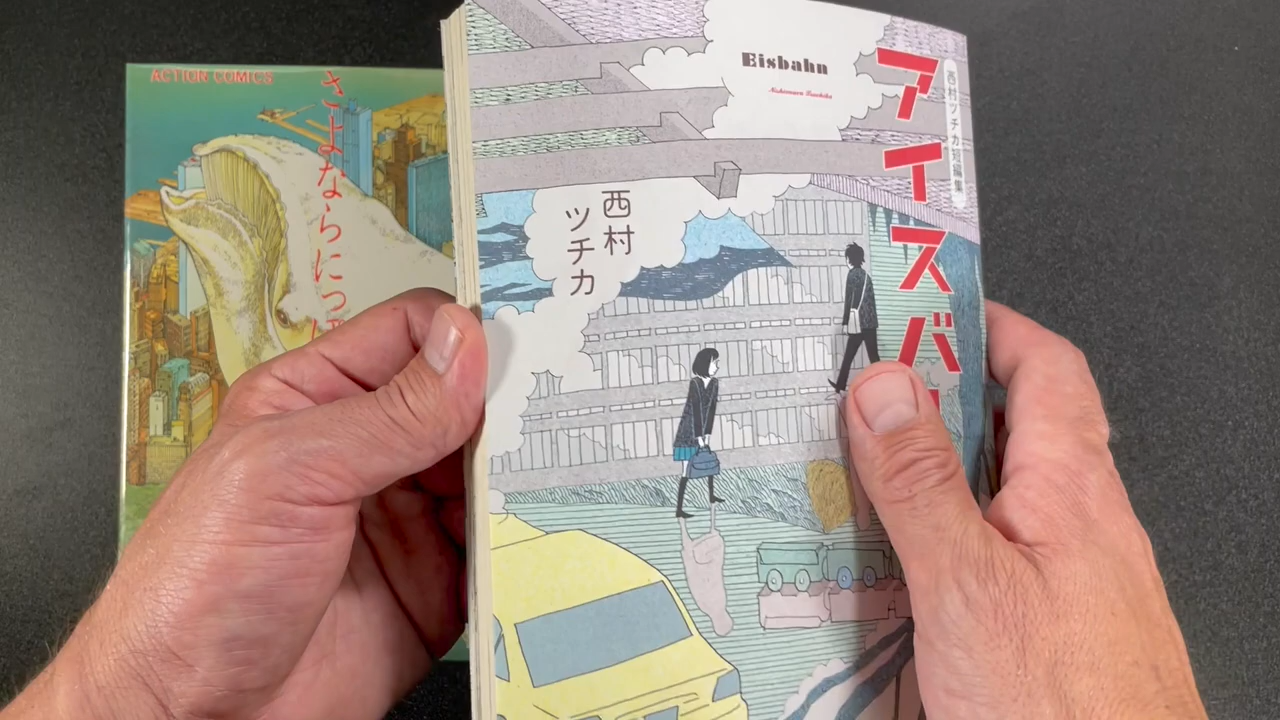 ACTION COMICS
さよならにっ
Eisbahn
Nishimura Tsuchika
アイスバ
西村ツチカ短編集
西村
ツチカ